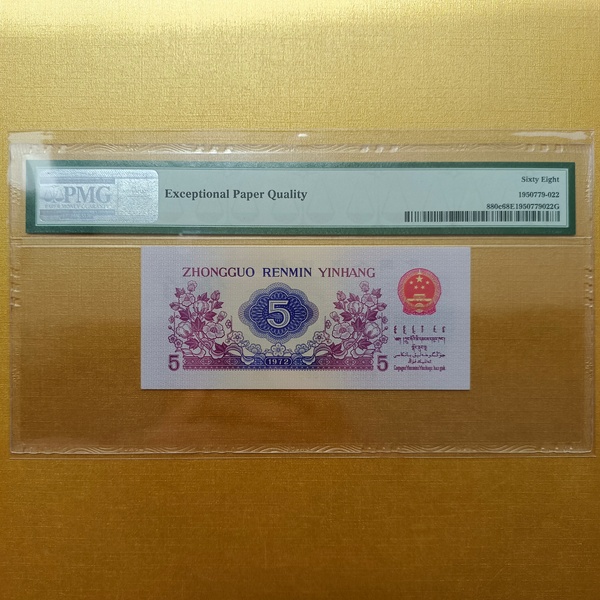 PMG
Exceptional Paper Quality
Sixty Eight
1950779-022
880c68E1950779022G
ZHONGGUO RENMIN YINHANG
5
1972
5
5